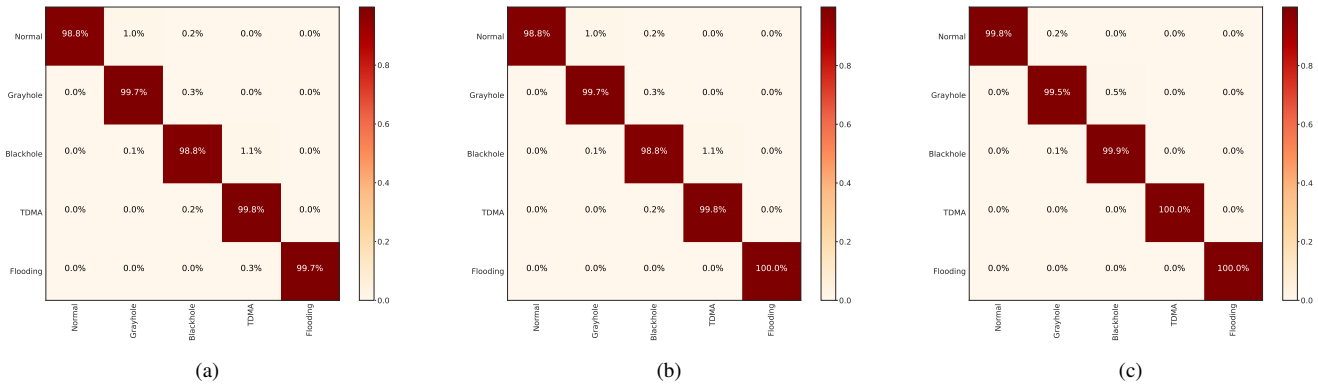 Normal 98.8% 1.0% 0.2% 0.0% 0.0%
Grayhole 0.0% 99.7% 0.3% 0.0% 0.0%
Blackhole 0.0% 0.1% 98.8% 1.1% 0.0%
TDMA 0.0% 0.0% 0.2% 99.8% 0.0%
Flooding 0.0% 0.0% 0.0% 0.3% 99.7%
Normal Grayhole Blackhole TDMA Flooding
0.8
0.6
0.4
0.2
0.0
(a)
Normal 98.8% 1.0% 0.2% 0.0% 0.0%
Grayhole 0.0% 99.7% 0.3% 0.0% 0.0%
Blackhole 0.0% 0.1% 98.8% 1.1% 0.0%
TDMA 0.0% 0.0% 0.2% 99.8% 0.0%
Flooding 0.0% 0.0% 0.0% 0.0% 100.0%
Normal Grayhole Blackhole TDMA Flooding
0.8
0.6
0.4
0.2
0.0
(b)
Normal 99.8% 0.2% 0.0% 0.0% 0.0%
Grayhole 0.0% 99.5% 0.5% 0.0% 0.0%
Blackhole 0.0% 0.1% 99.9% 0.0% 0.0%
TDMA 0.0% 0.0% 0.0% 100.0% 0.0%
Flooding 0.0% 0.0% 0.0% 0.0% 100.0%
Normal Grayhole Blackhole TDMA Flooding
0.8
0.6
0.4
0.2
0.0
(c)